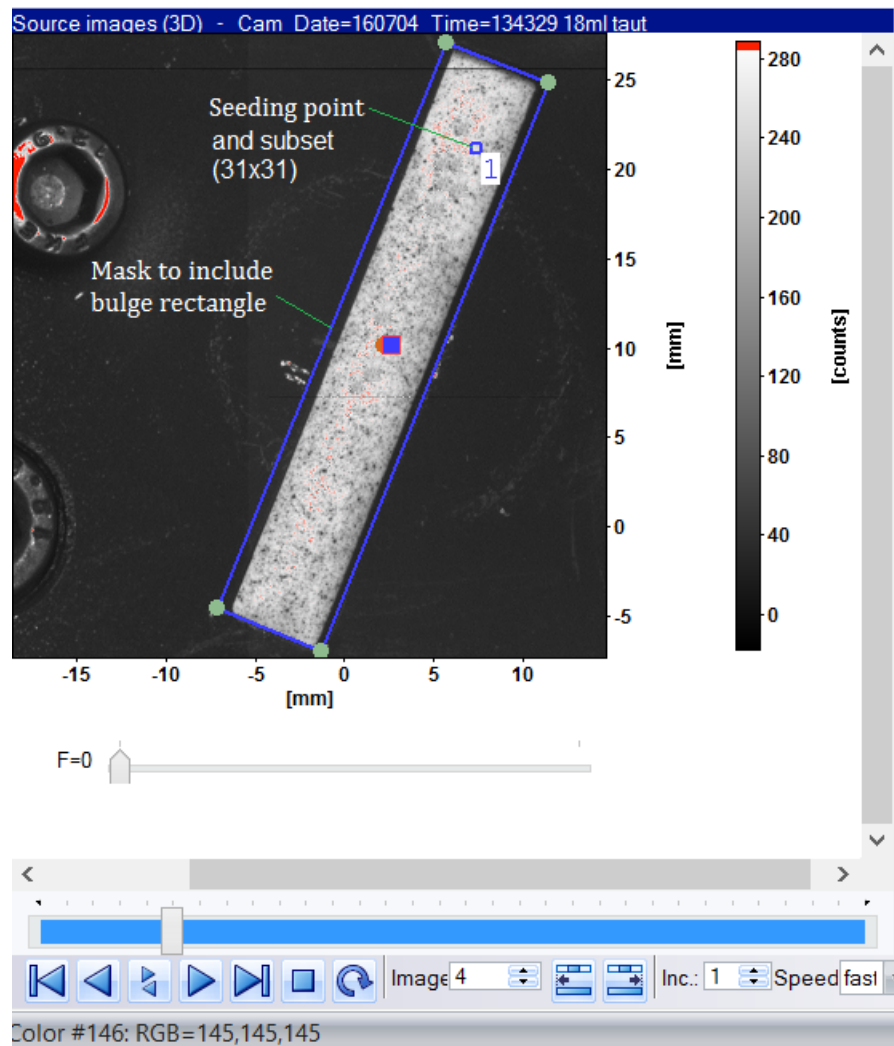 Source images (3D) - Cam Date=160704 Time=134329 18ml taut
Seeding point
and subset
(31x31)
1
Mask to include
bulge rectangle
25
20
15
10
5
0
-5
[mm]
-15
-10
-5
0
5
10
[mm]
280
240
200
160
120
80
40
0
[counts]
F=0
Image 4
Inc.: 1
Speed fast
Color #146: RGB=145,145,145